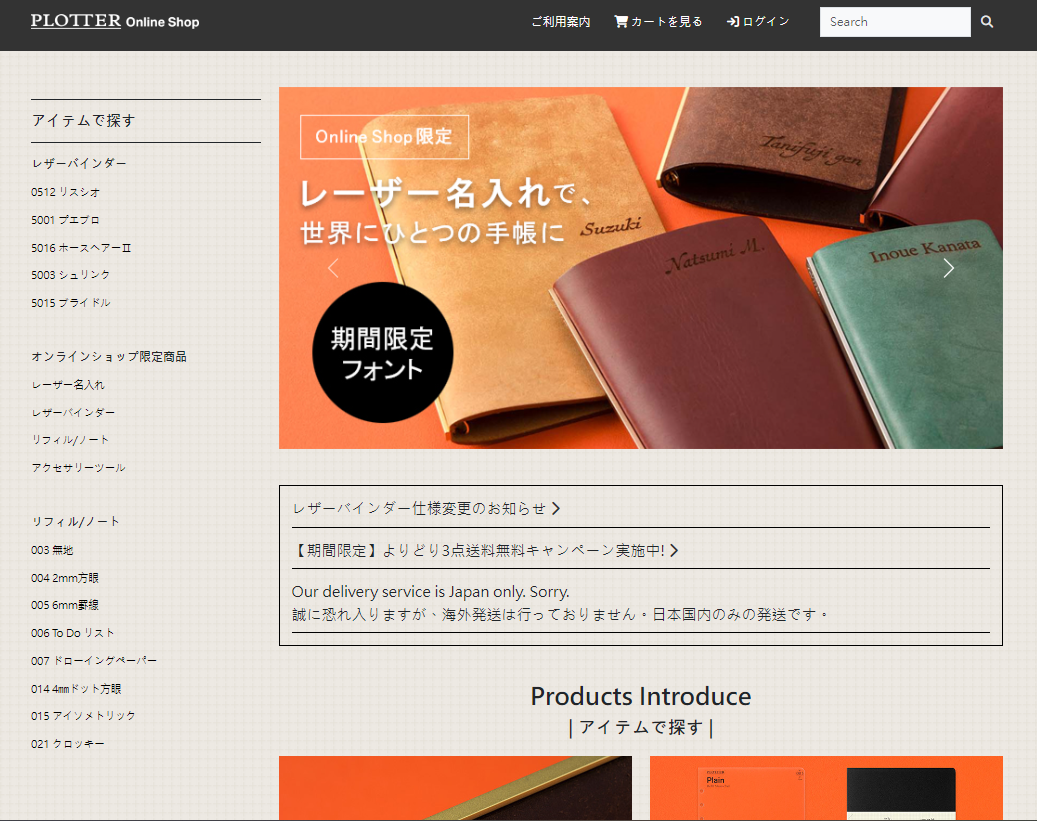 PLOTTER Online Shop
ご利用案内
カートを見る
ログイン
Search
アイテムで探す
レザーバインダー
0512 リスシオ
5001 プエブロ
5016 ホースヘアーII
5003 シュリンク
5015 ブライドル
オンラインショップ限定商品
レーザー名入れ
レザーバインダー
リフィル/ノート
アクセサリーツール
リフィル/ノート
003 無地
004 2mm方眼
005 6mm罫線
006 To Do リスト
007 ドローイングペーパー
014 4㎜ドット方眼
015 アイソメトリック
021 クロッキー
Online Shop 限定
レーザー名入れで、
世界にひとつの手帳に
期間限定
フォント
Tanifuji gen
Suzuki
Natsumi M.
Inoue Kanata
レザーバインダー仕様変更のお知らせ
【期間限定】よりどり3点送料無料キャンペーン実施中!
Our delivery service is Japan only. Sorry.
誠に恐れ入りますが、海外発送は行っておりません。日本国内のみの発送です。
Products Introduce
| アイテムで探す |
Plain